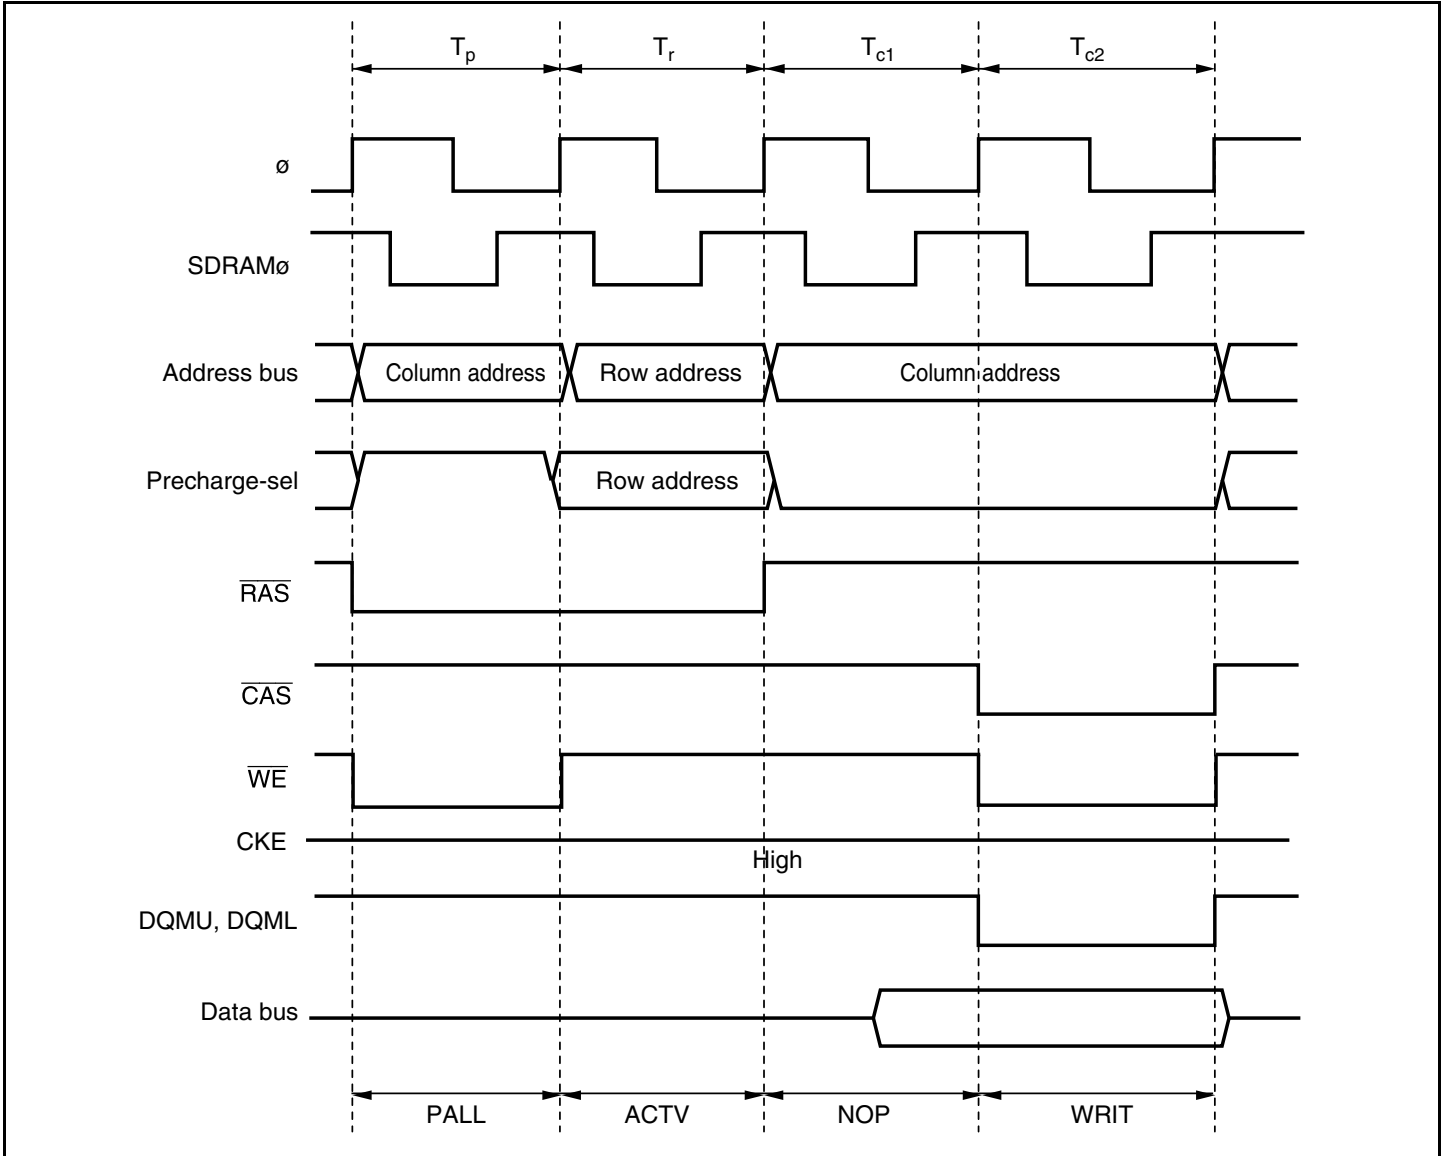 Tp Tr Tc1 Tc2
ø
SDRAMø
Address bus Column address Row address Column address
Precharge-sel Row address
RAS
CAS
WE
CKE
High
DQMU, DQML
Data bus
PALL ACTV NOP WRIT